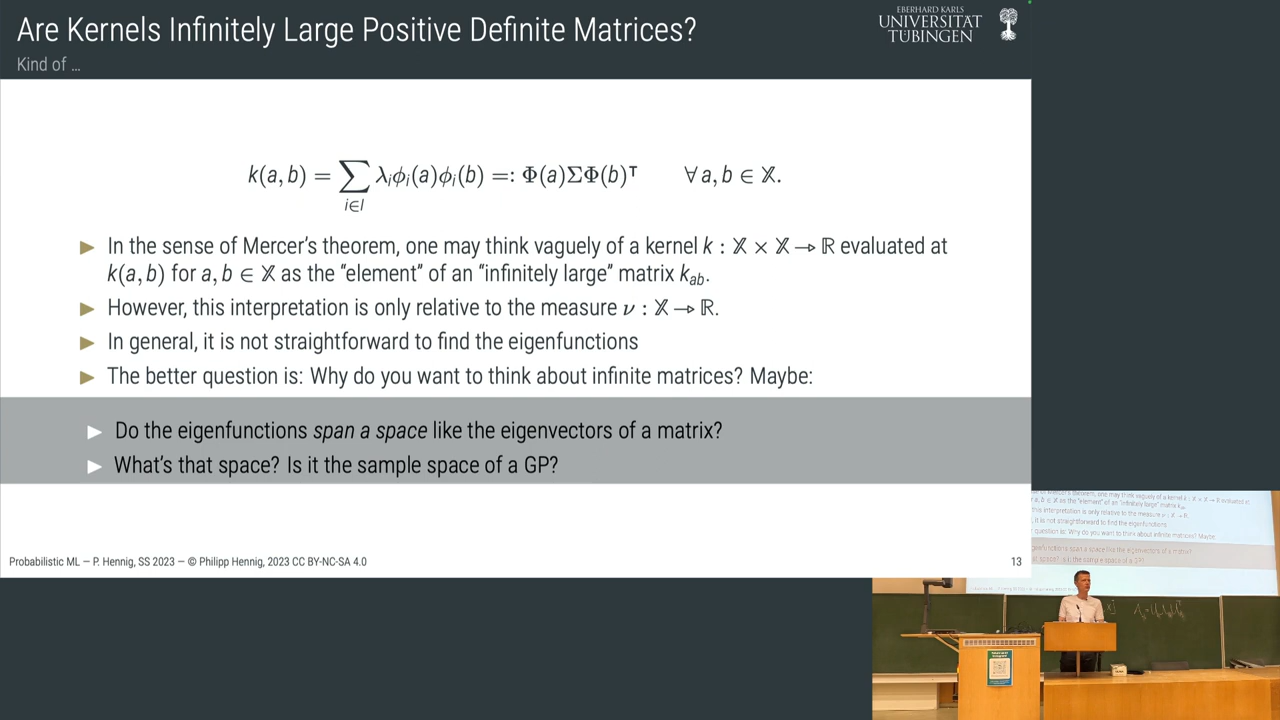 Are Kernels Infinitely Large Positive Definite Matrices?
Kind of …
EBERHARD KARLS
UNIVERSITÄT
TÜBINGEN
k(a, b) = ∑ λᵢϕᵢ(a)ϕᵢ(b) =: Φ(a)ΣΦ(b)ᵀ ∀ a, b ∈ 𝕏.
i∈I
▶ In the sense of Mercer's theorem, one may think vaguely of a kernel k : 𝕏 × 𝕏 → ℝ evaluated at
k(a, b) for a, b ∈ 𝕏 as the “element” of an “infinitely large” matrix kₐb.
▶ However, this interpretation is only relative to the measure ν : 𝕏 → ℝ.
▶ In general, it is not straightforward to find the eigenfunctions
▶ The better question is: Why do you want to think about infinite matrices? Maybe:
▶ Do the eigenfunctions span a space like the eigenvectors of a matrix?
▶ What's that space? Is it the sample space of a GP?
Probabilistic ML — P. Hennig, SS 2023 — © Philipp Hennig, 2023 CC BY-NC-SA 4.0
13